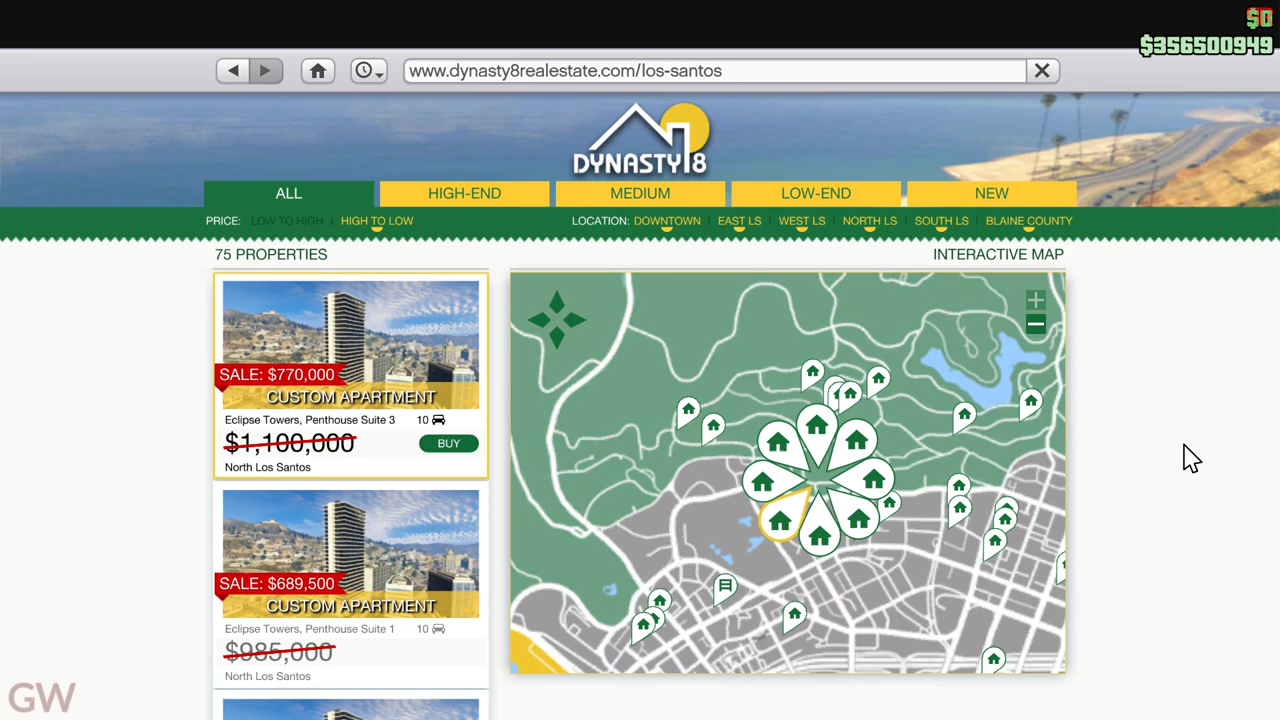 $0
$356500949
www.dynasty8realestate.com/los-santos
DYNASTY 8
ALL
HIGH-END
MEDIUM
LOW-END
NEW
PRICE: LOW TO HIGH | HIGH TO LOW
LOCATION: DOWNTOWN | EAST LS | WEST LS | NORTH LS | SOUTH LS | BLAINE COUNTY
75 PROPERTIES
INTERACTIVE MAP
SALE: $770,000
CUSTOM APARTMENT
Eclipse Towers, Penthouse Suite 3 10
$1,100,000
BUY
North Los Santos
SALE: $689,500
CUSTOM APARTMENT
Eclipse Towers, Penthouse Suite 1 10
$985,000
North Los Santos
GW